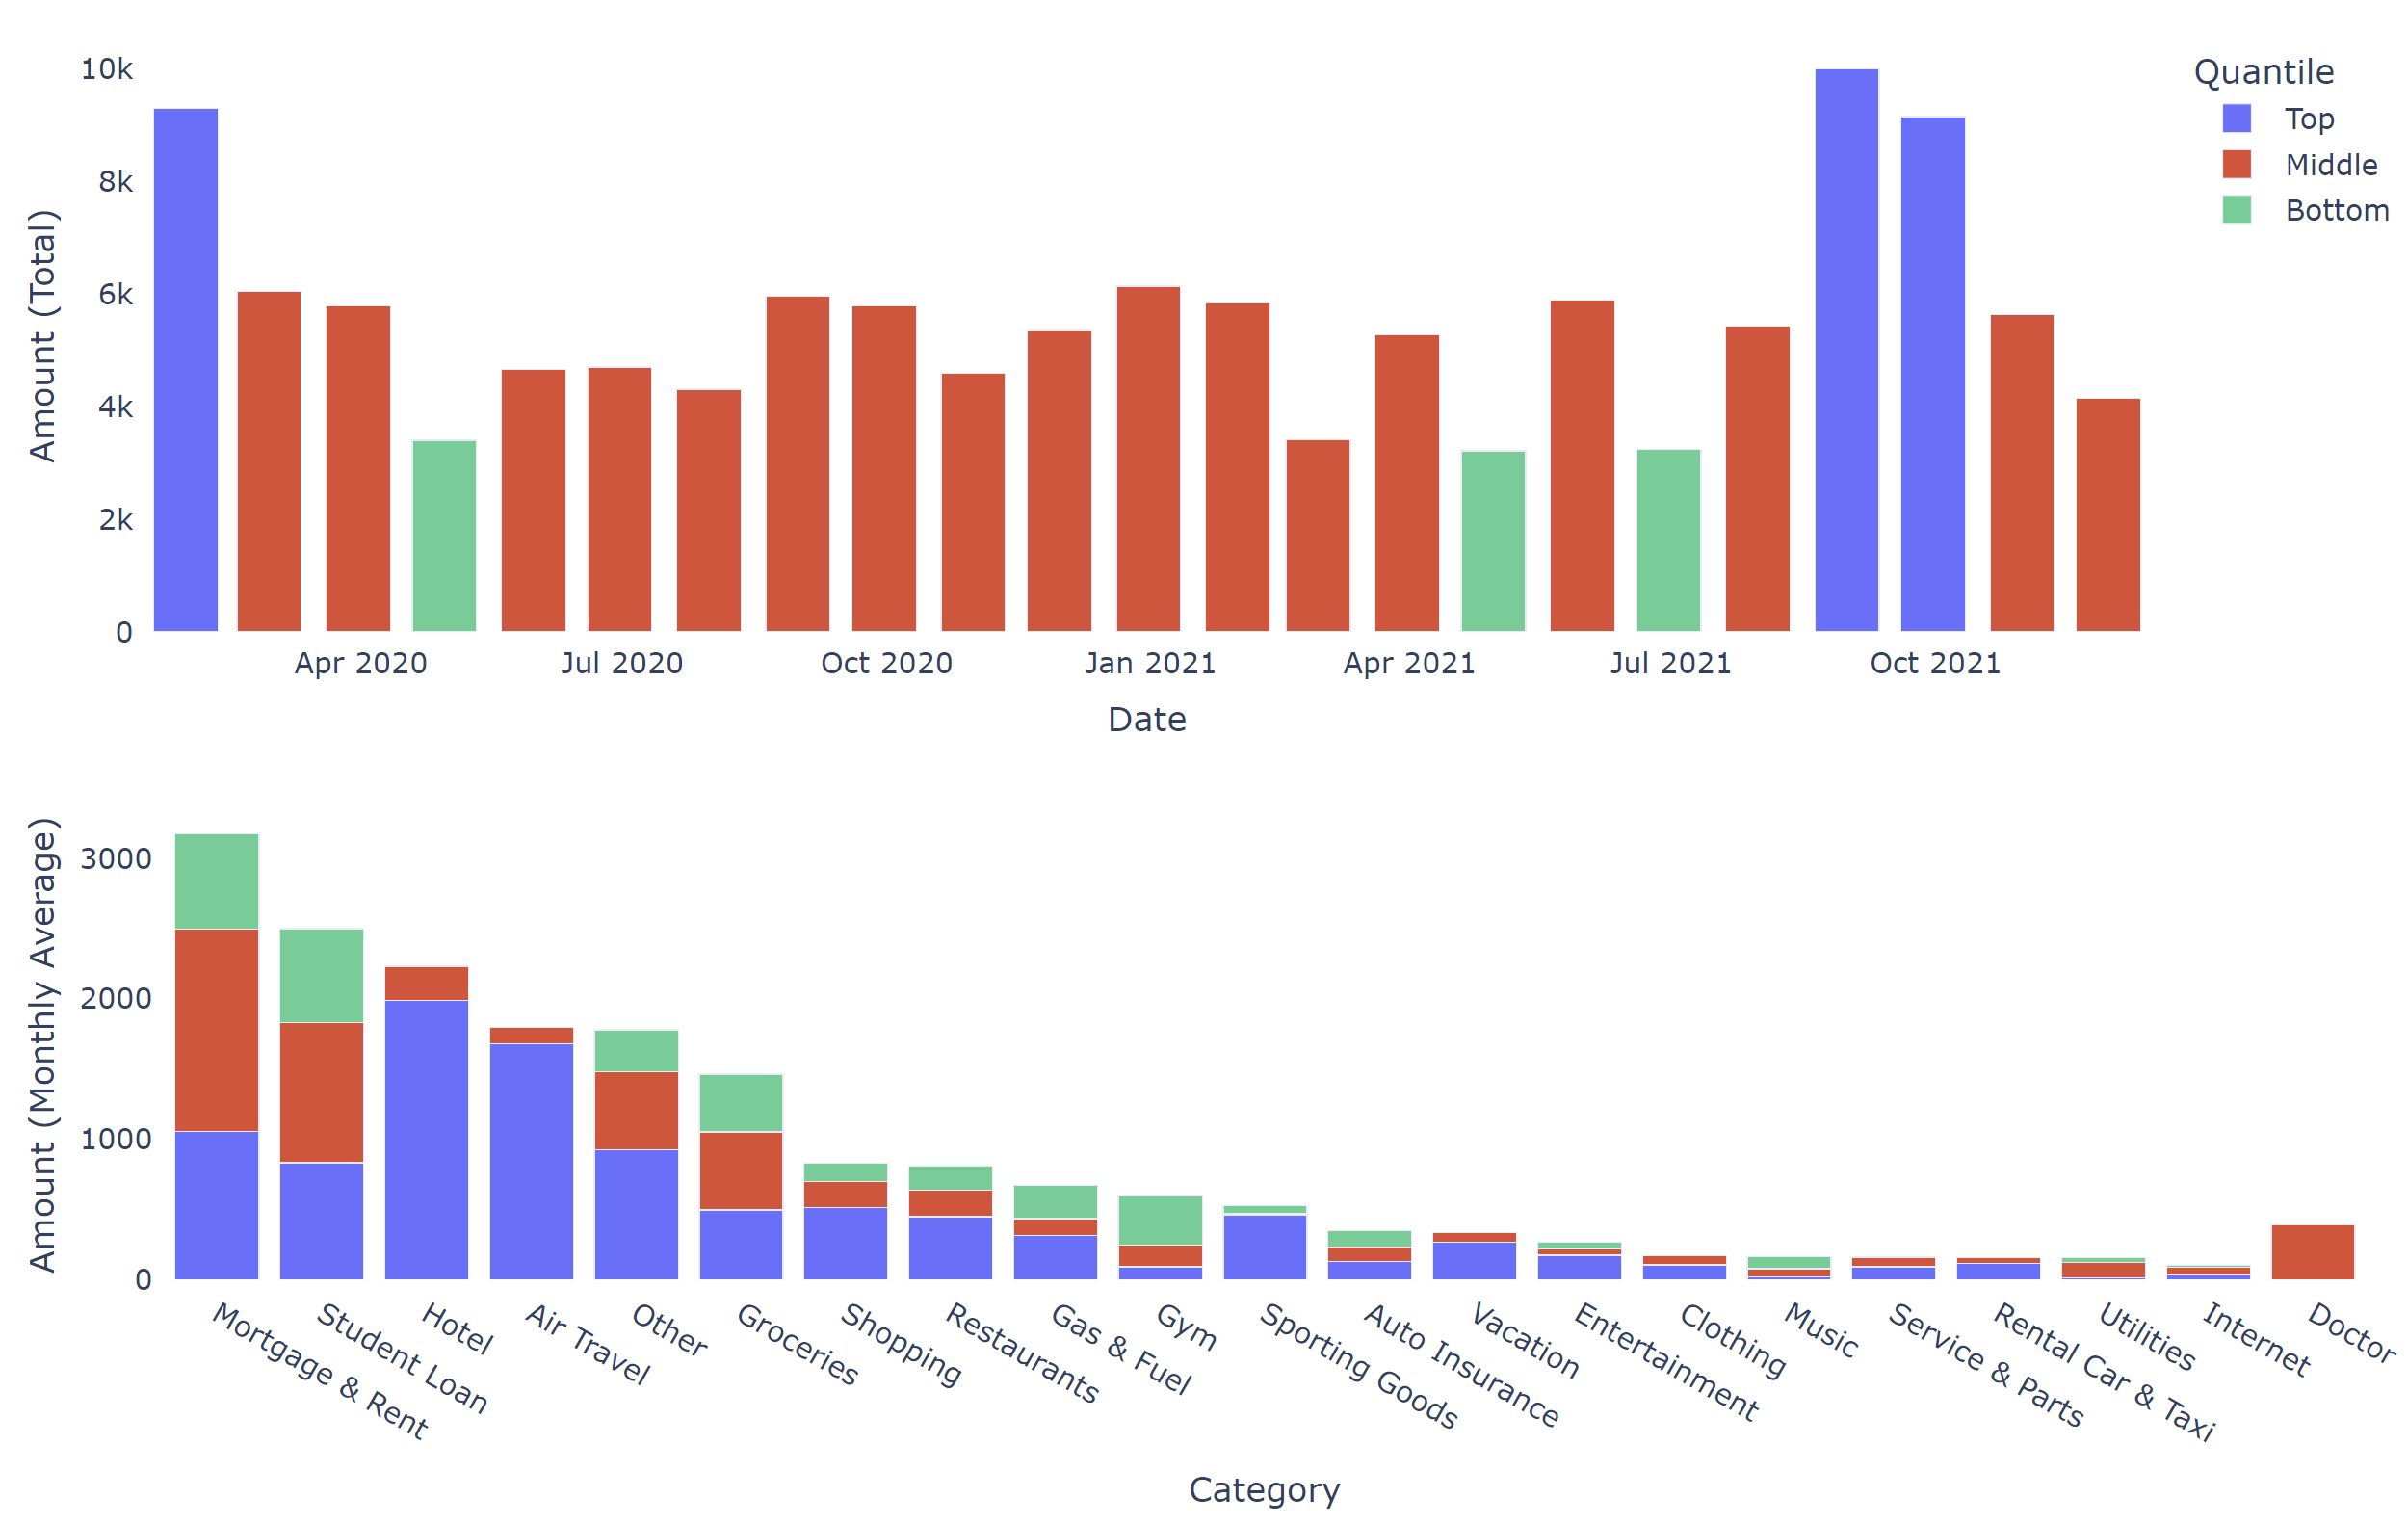 10k
8k
6k
4k
2k
0
Amount (Total)
Apr 2020
Jul 2020
Oct 2020
Jan 2021
Apr 2021
Jul 2021
Oct 2021
Date
Quantile
Top
Middle
Bottom
3000
2000
1000
0
Amount (Monthly Average)
Mortgage & Rent
Student Loan
Hotel
Air Travel
Other
Groceries
Shopping
Restaurants
Gas & Fuel
Gym
Sporting Goods
Auto Insurance
Vacation
Entertainment
Clothing
Music
Service & Parts
Rental Car & Taxi
Utilities
Internet
Doctor
Category